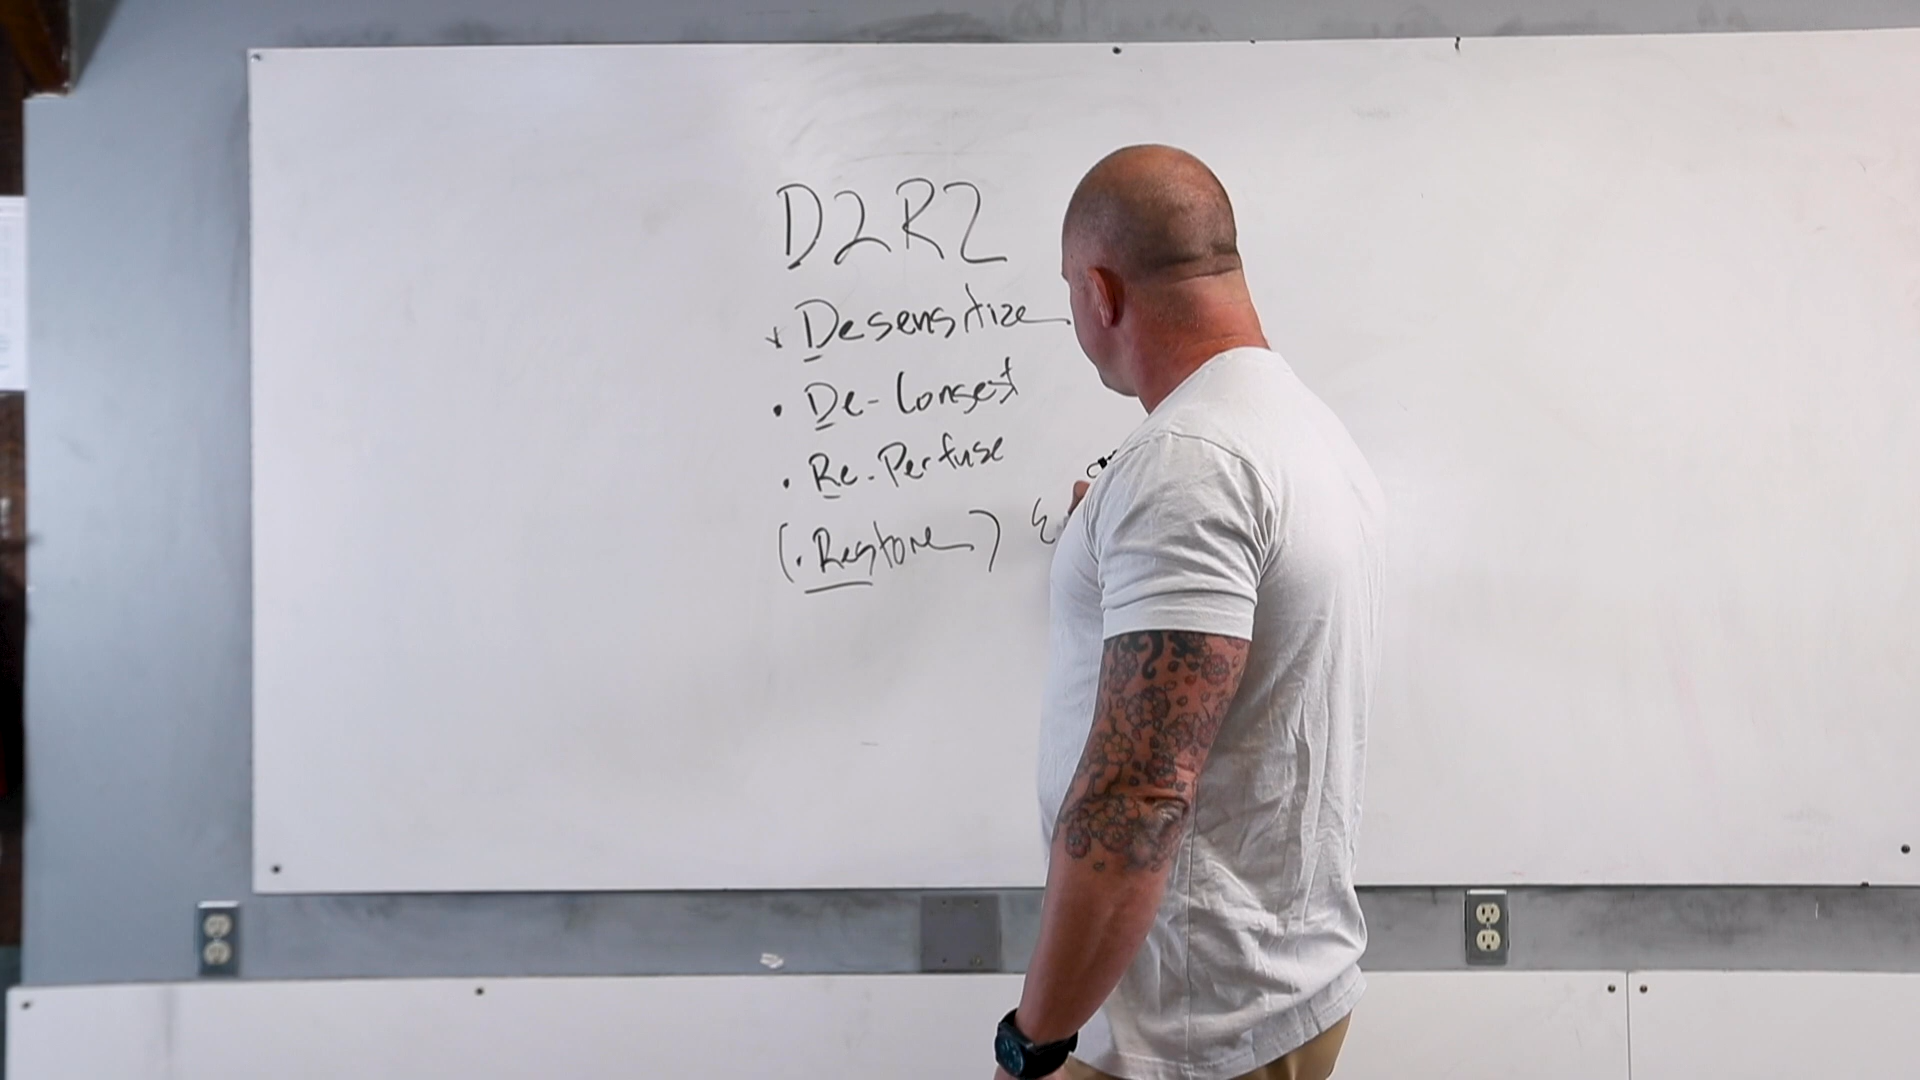 D2R2
Desensitize
• De-Congest
• Re-Perfuse
(• Restore) {